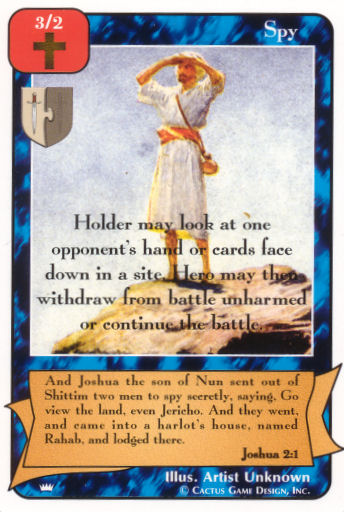 3/2
Spy
Holder may look at one
opponent's hand or cards face
down in a site. Hero may then
withdraw from battle unharmed
or continue the battle.
And Joshua the son of Nun sent out of
Shittim two men to spy secretly, saying, Go
view the land, even Jericho. And they went,
and came into a harlot's house, named
Rahab, and lodged there.
Joshua 2:1
Illus. Artist Unknown
© Cactus Game Design, Inc.